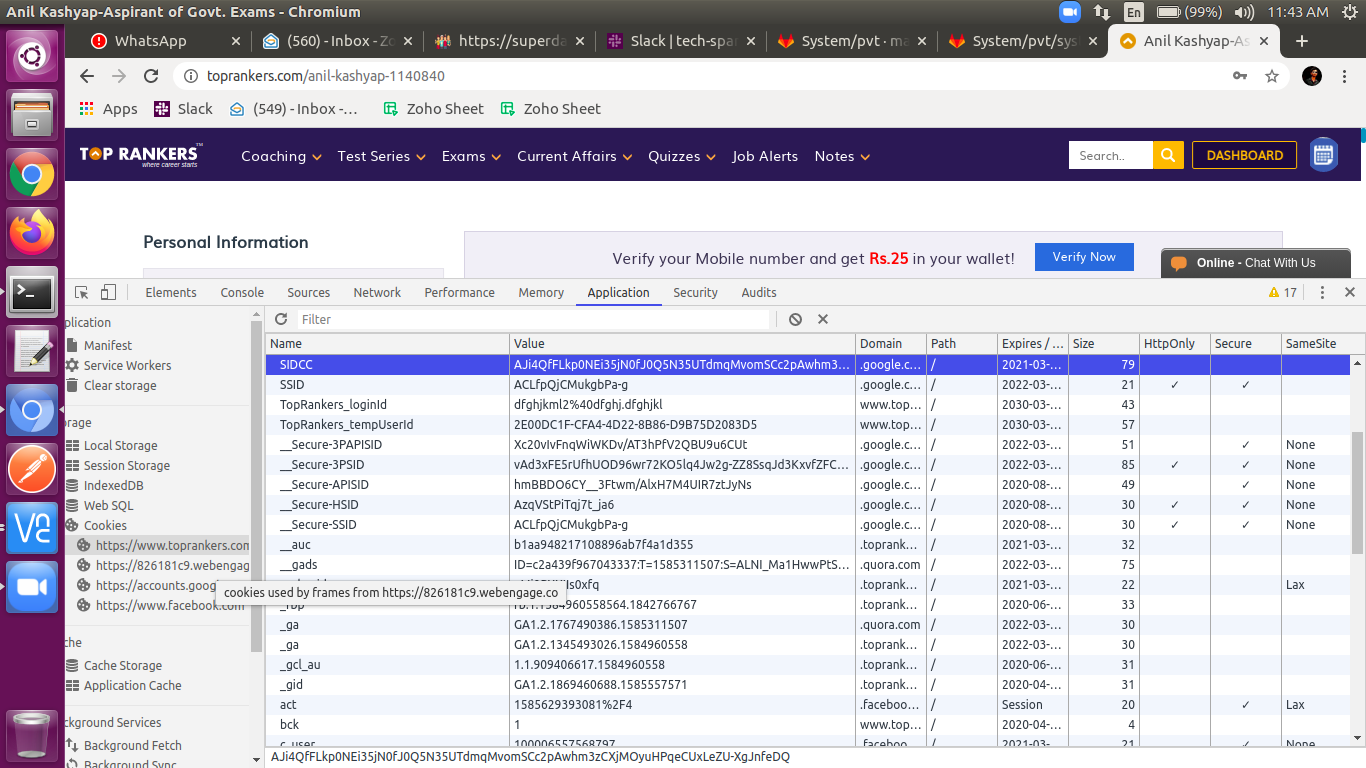 Anil Kashyap-Aspirant of Govt. Exams - Chromium
En (99%) 11:43 AM
WhatsApp (560) - Inbox - Zo https://superda Slack | tech-spar System/pvt · ma System/pvt/sys Anil Kashyap-As
toprankers.com/anil-kashyap-1140840
Apps Slack (549) - Inbox -… Zoho Sheet Zoho Sheet
TOP RANKERS TM
where career starts
Coaching Test Series Exams Current Affairs Quizzes Job Alerts Notes Search.. DASHBOARD
Personal Information
Verify your Mobile number and get Rs.25 in your wallet! Verify Now
Online - Chat With Us
Elements Console Sources Network Performance Memory Application Security Audits 17
plication
Manifest
Service Workers
Clear storage
orage
Local Storage
Session Storage
IndexedDB
Web SQL
Cookies
https://www.toprankers.com
https://826181c9.webengag
https://accounts.goog
https://www.facebook.com
cookies used by frames from https://826181c9.webengage.co
che
Cache Storage
Application Cache
ckground Services
Background Fetch
Background Sync
Filter
Name Value Domain Path Expires / … Size HttpOnly Secure SameSite
SIDCC AJi4QfFLkp0NEi35jN0fJ0Q5N35UTdmqMvomSCc2pAwhm3… .google.c… / 2021-03-… 79
SSID ACLfpQjCMukgbPa-g .google.c… / 2022-03-… 21 ✓ ✓
TopRankers_loginId dfghjkml2%40dfghj.dfghjkl www.top… / 2030-03-… 43
TopRankers_tempUserId 2E00DC1F-CFA4-4D22-8B86-D9B75D2083D5 www.top… / 2030-03-… 57
__Secure-3PAPISID Xc20vIvFnqWiWKDv/AT3hPfV2QBU9u6CUt .google.c… / 2022-03-… 51 ✓ None
__Secure-3PSID vAd3xFE5rUfhUOD96wr72KO5lq4Jw2g-ZZ8SsqJd3KxvfZFC… .google.c… / 2022-03-… 85 ✓ ✓ None
__Secure-APISID hmBBDO6CY__3Ftwm/AlxH7M4UIR7ztJyNs .google.c… / 2020-08-… 49 ✓ None
__Secure-HSID AzqVStPiTqj7t_ja6 .google.c… / 2020-08-… 30 ✓ ✓ None
__Secure-SSID ACLfpQjCMukgbPa-g .google.c… / 2020-08-… 30 ✓ ✓ None
__auc b1aa948217108896ab7f4a1d355 .toprank… / 2021-03-… 32
__gads ID=c2a439f967043337:T=1585311507:S=ALNI_Ma1HwwPtS… .quora.com / 2022-03-… 75
.toprank… / 2021-03-… 22 Lax
_fbp fb.1.1584960558564.1842766767 .toprank… / 2020-06-… 33
_ga GA1.2.1767490386.1585311507 .quora.com / 2022-03-… 30
_ga GA1.2.1345493026.1584960558 .toprank… / 2022-03-… 30
_gcl_au 1.1.909406617.1584960558 .toprank… / 2020-06-… 31
_gid GA1.2.1869460688.1585557571 .toprank… / 2020-04-… 31
act 1585629393081%2F4 .faceboo… / Session 20 ✓ Lax
bck 1 www.top… / 2020-04-… 4
c_user 100006557568797 .faceboo… / 2021-03-… 21 ✓ None
AJi4QfFLkp0NEi35jN0fJ0Q5N35UTdmqMvomSCc2pAwhm3zCXjMOyuHPqeCUxLeZU-XgJnfeDQ